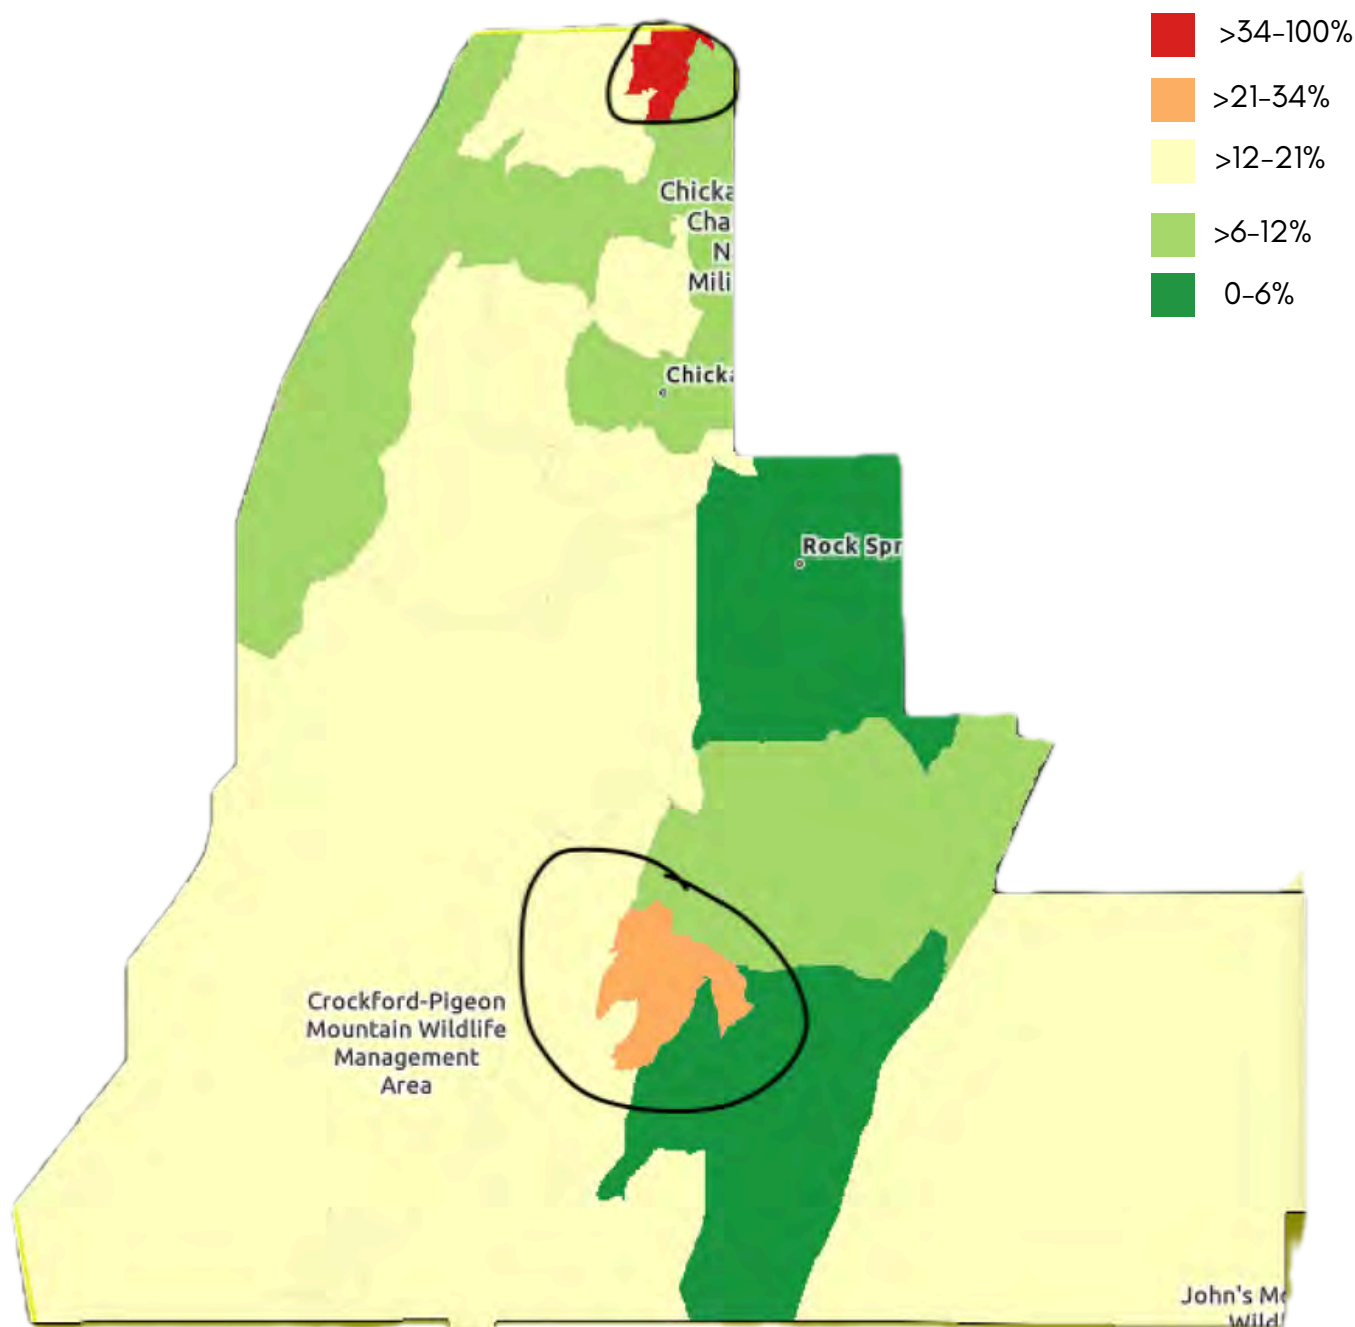 >34-100%
>21-34%
>12-21%
>6-12%
0-6%
Chicka
Cha
N
Mili
Chicka
Rock Spr
Crockford-Pigeon
Mountain Wildlife
Management
Area
John's Mo
Wildl